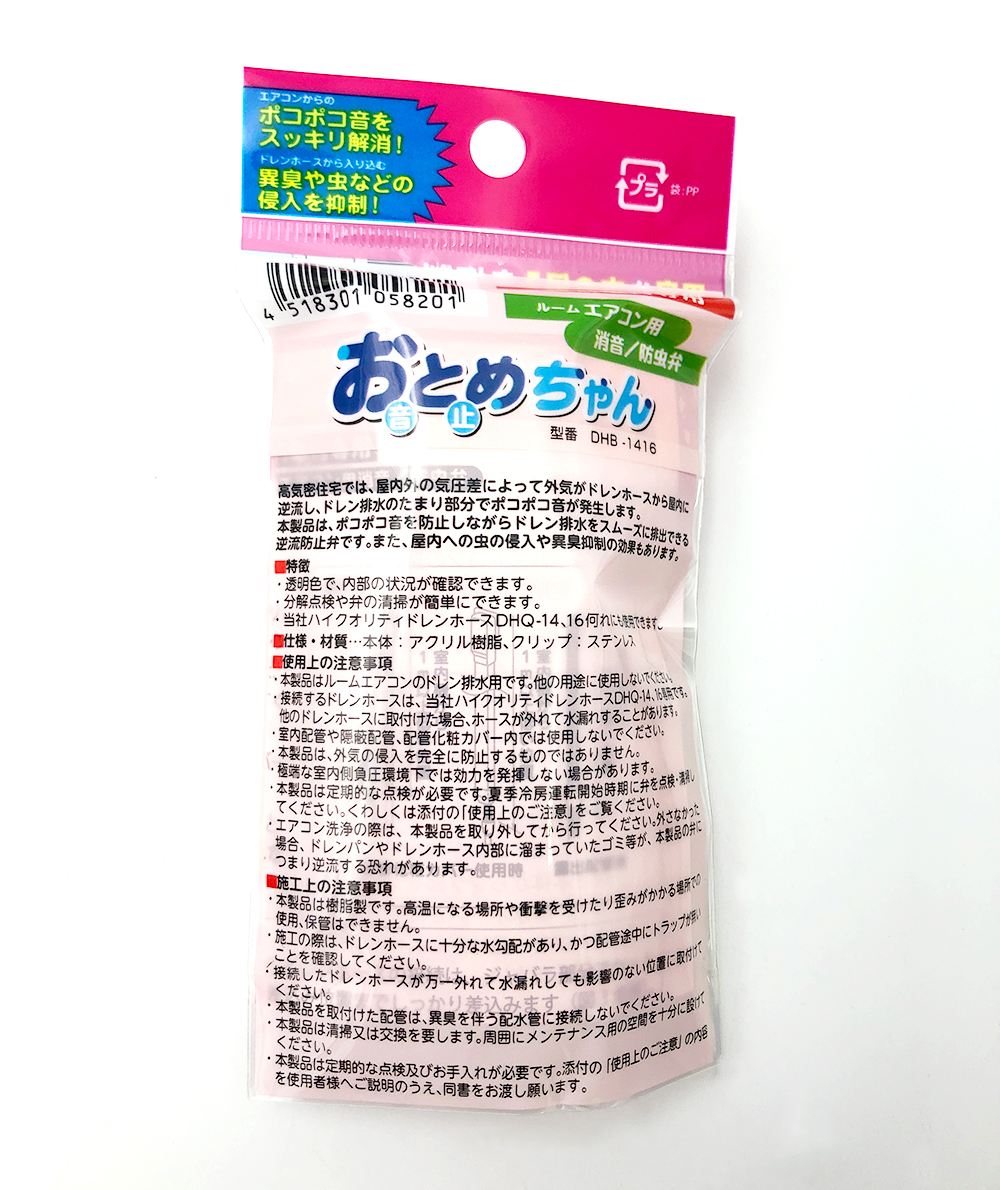 エアコンからの
ポコポコ音を
スッキリ解消!
ドレンホースから入り込む
異臭や虫などの
侵入を抑制!
プラ
袋:PP
4 518301 058201
ルームエアコン用
消音/防虫弁
おとめちゃん
音 止
型番 DHB-1416
高気密住宅では、屋内外の気圧差によって外気がドレンホースから屋内に
逆流し、ドレン排水のたまり部分でポコポコ音が発生します。
本製品は、ポコポコ音を防止しながらドレン排水をスムーズに排出できる
逆流防止弁です。また、屋内への虫の侵入や異臭抑制の効果もあります。
■特徴
・透明色で、内部の状況が確認できます。
・分解点検や弁の清掃が簡単にできます。
・当社ハイクオリティドレンホースDHQ-14、16何れにも使用できます。
■仕様・材質…本体:アクリル樹脂、クリップ:ステンレス
■使用上の注意事項
・本製品はルームエアコンのドレン排水用です。他の用途に使用しないでください。
・接続するドレンホースは、当社ハイクオリティドレンホースDHQ-14、16専用です。
他のドレンホースに取付けた場合、ホースが外れて水漏れすることがあります。
・室内配管や隠蔽配管、配管化粧カバー内では使用しないでください。
・本製品は、外気の侵入を完全に防止するものではありません。
・極端な室内側負圧環境下では効力を発揮しない場合があります。
・本製品は定期的な点検が必要です。夏季冷房運転開始時期に弁を点検・清掃し
てください。くわしくは添付の「使用上のご注意」をご覧ください。
・エアコン洗浄の際は、本製品を取り外してから行ってください。外さなかった
場合、ドレンパンやドレンホース内部に溜まっていたゴミ等が、本製品の弁に
つまり逆流する恐れがあります。
■施工上の注意事項
・本製品は樹脂製です。高温になる場所や衝撃を受けたり歪みがかかる場所での
使用、保管はできません。
・施工の際は、ドレンホースに十分な水勾配があり、かつ配管途中にトラップが無い
ことを確認してください。
・接続したドレンホースが万一外れて水漏れしても影響のない位置に取付けて
ください。
・本製品を取付けた配管は、異臭を伴う配水管に接続しないでください。
・本製品は清掃又は交換を要します。周囲にメンテナンス用の空間を十分に設けて
ください。
・本製品は定期的な点検及びお手入れが必要です。添付の「使用上のご注意」の内容
を使用者様へご説明のうえ、同書をお渡し願います。